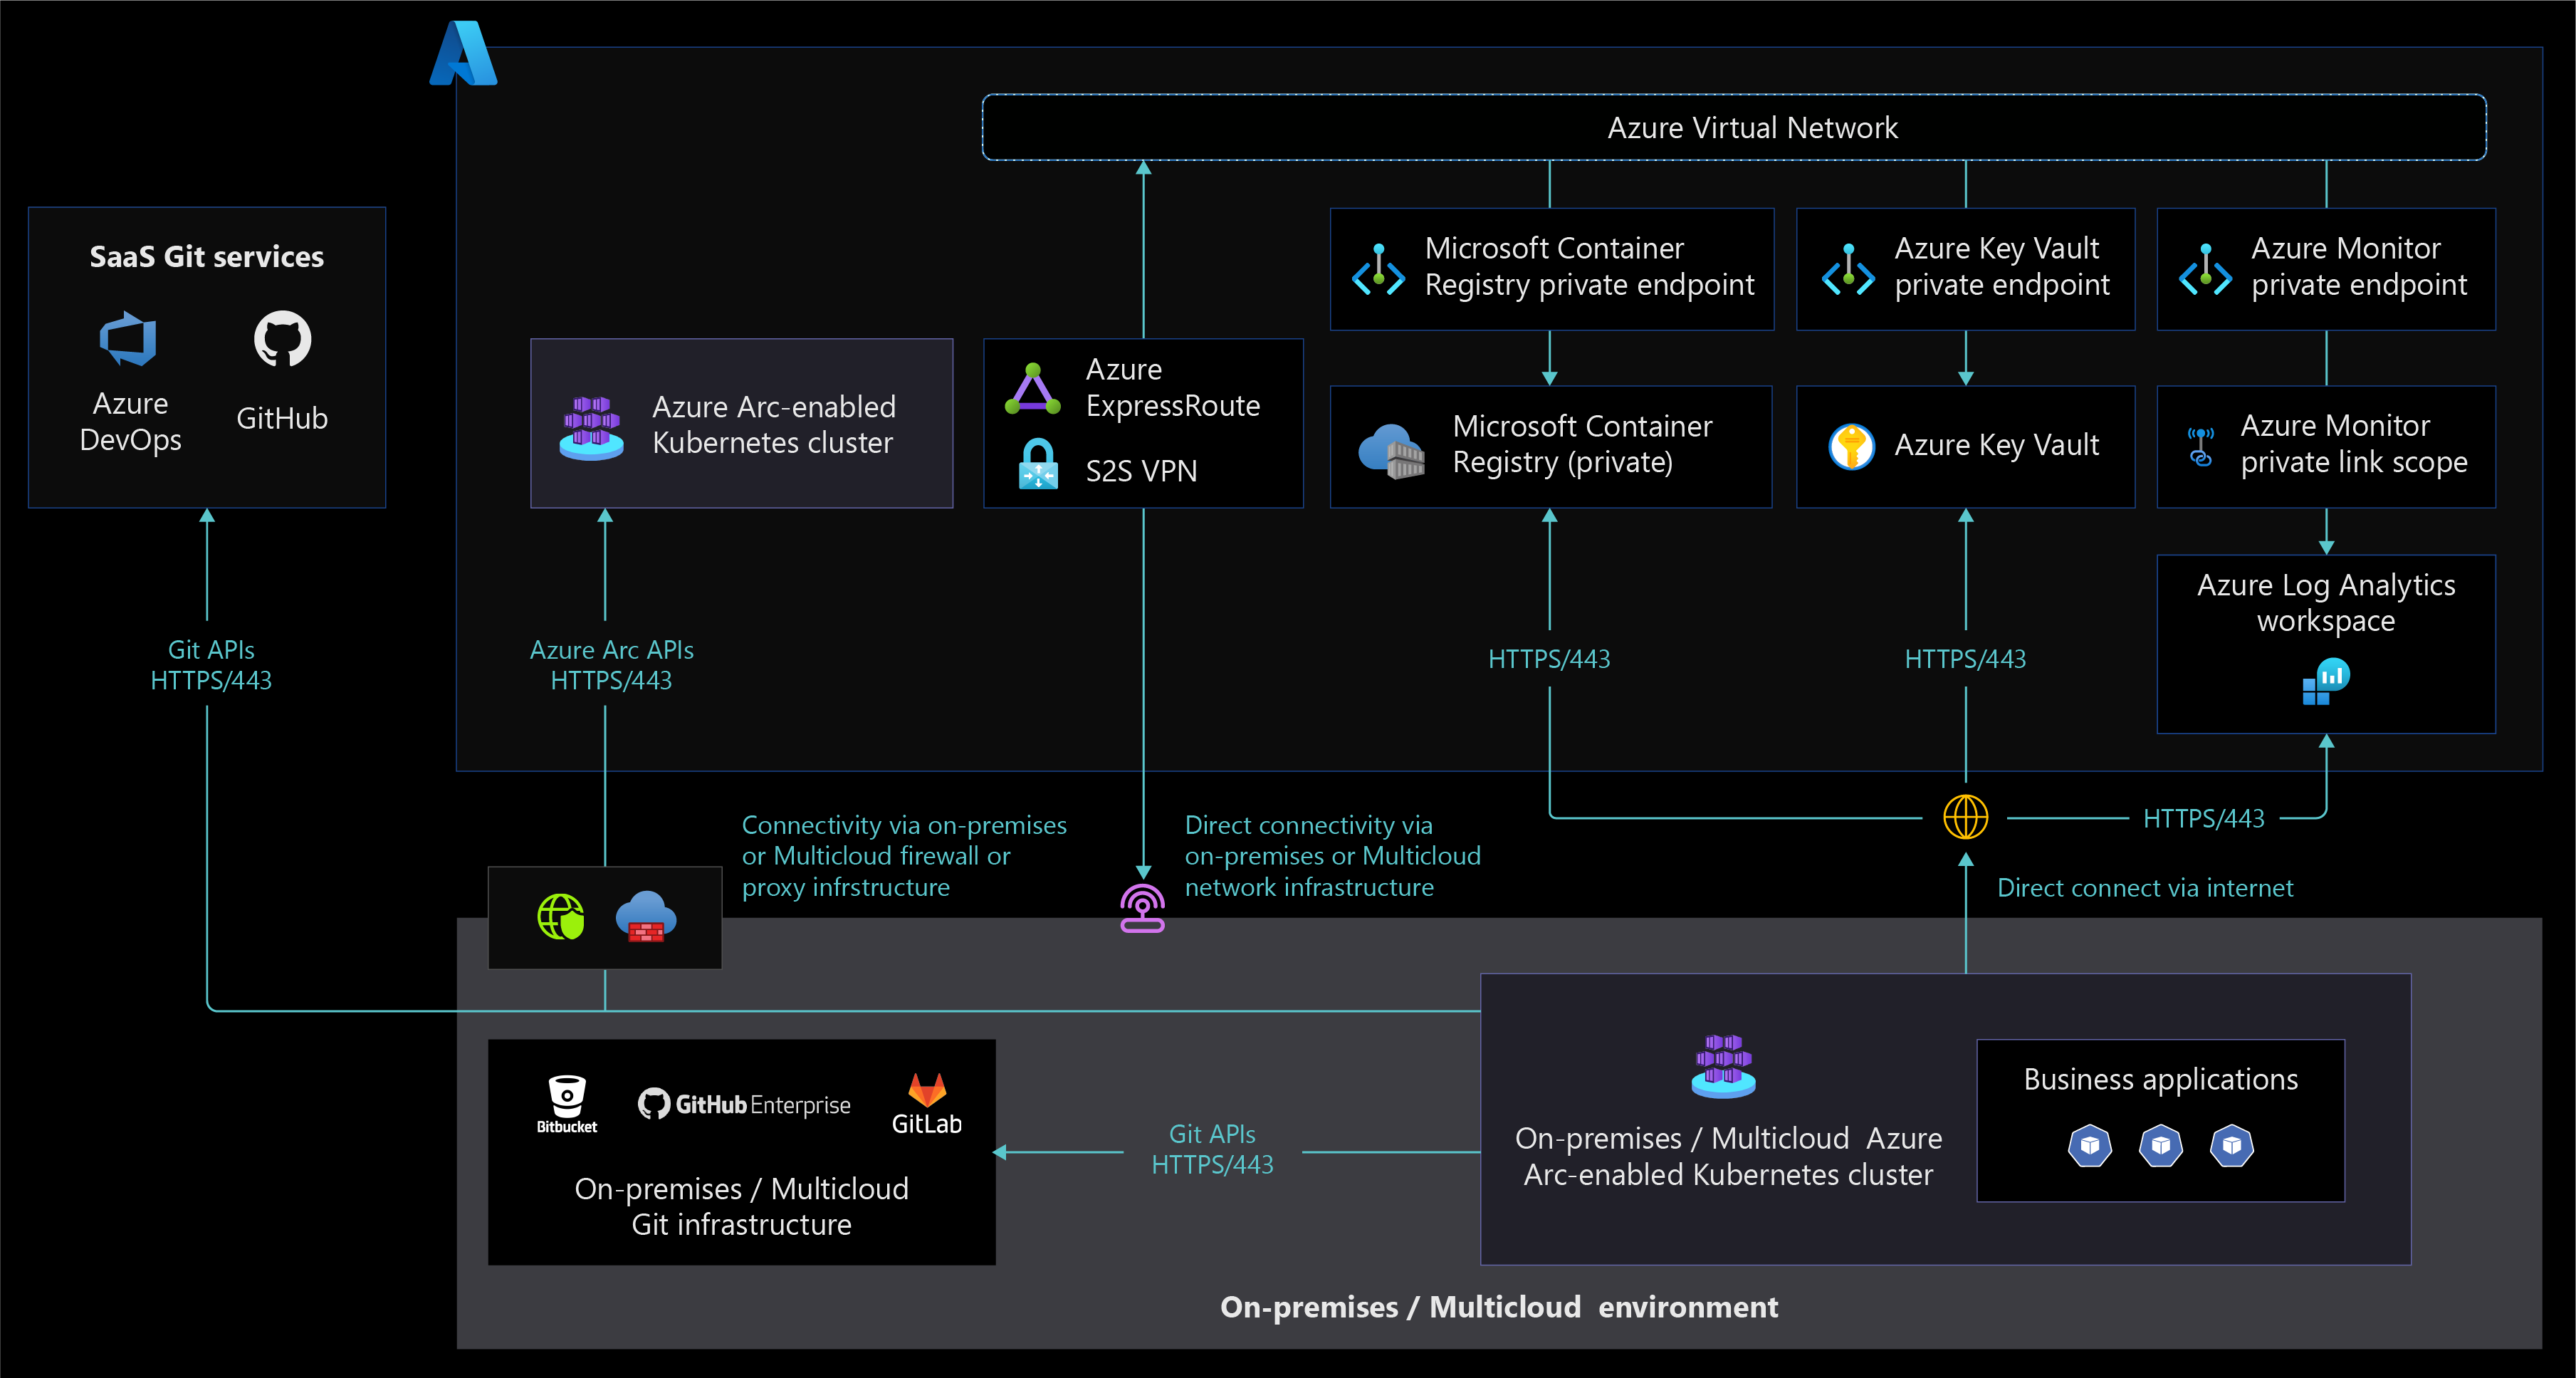 Azure Virtual Network
SaaS Git services
Azure
DevOps
GitHub
Azure Arc-enabled
Kubernetes cluster
Azure
ExpressRoute
S2S VPN
Microsoft Container
Registry private endpoint
Azure Key Vault
private endpoint
Azure Monitor
private endpoint
Microsoft Container
Registry (private)
Azure Key Vault
Azure Monitor
private link scope
Azure Log Analytics
workspace
Git APIs
HTTPS/443
Azure Arc APIs
HTTPS/443
HTTPS/443
HTTPS/443
HTTPS/443
Connectivity via on-premises
or Multicloud firewall or
proxy infrstructure
Direct connectivity via
on-premises or Multicloud
network infrastructure
Direct connect via internet
Bitbucket
GitHub Enterprise
GitLab
On-premises / Multicloud
Git infrastructure
Git APIs
HTTPS/443
On-premises / Multicloud Azure
Arc-enabled Kubernetes cluster
Business applications
On-premises / Multicloud environment